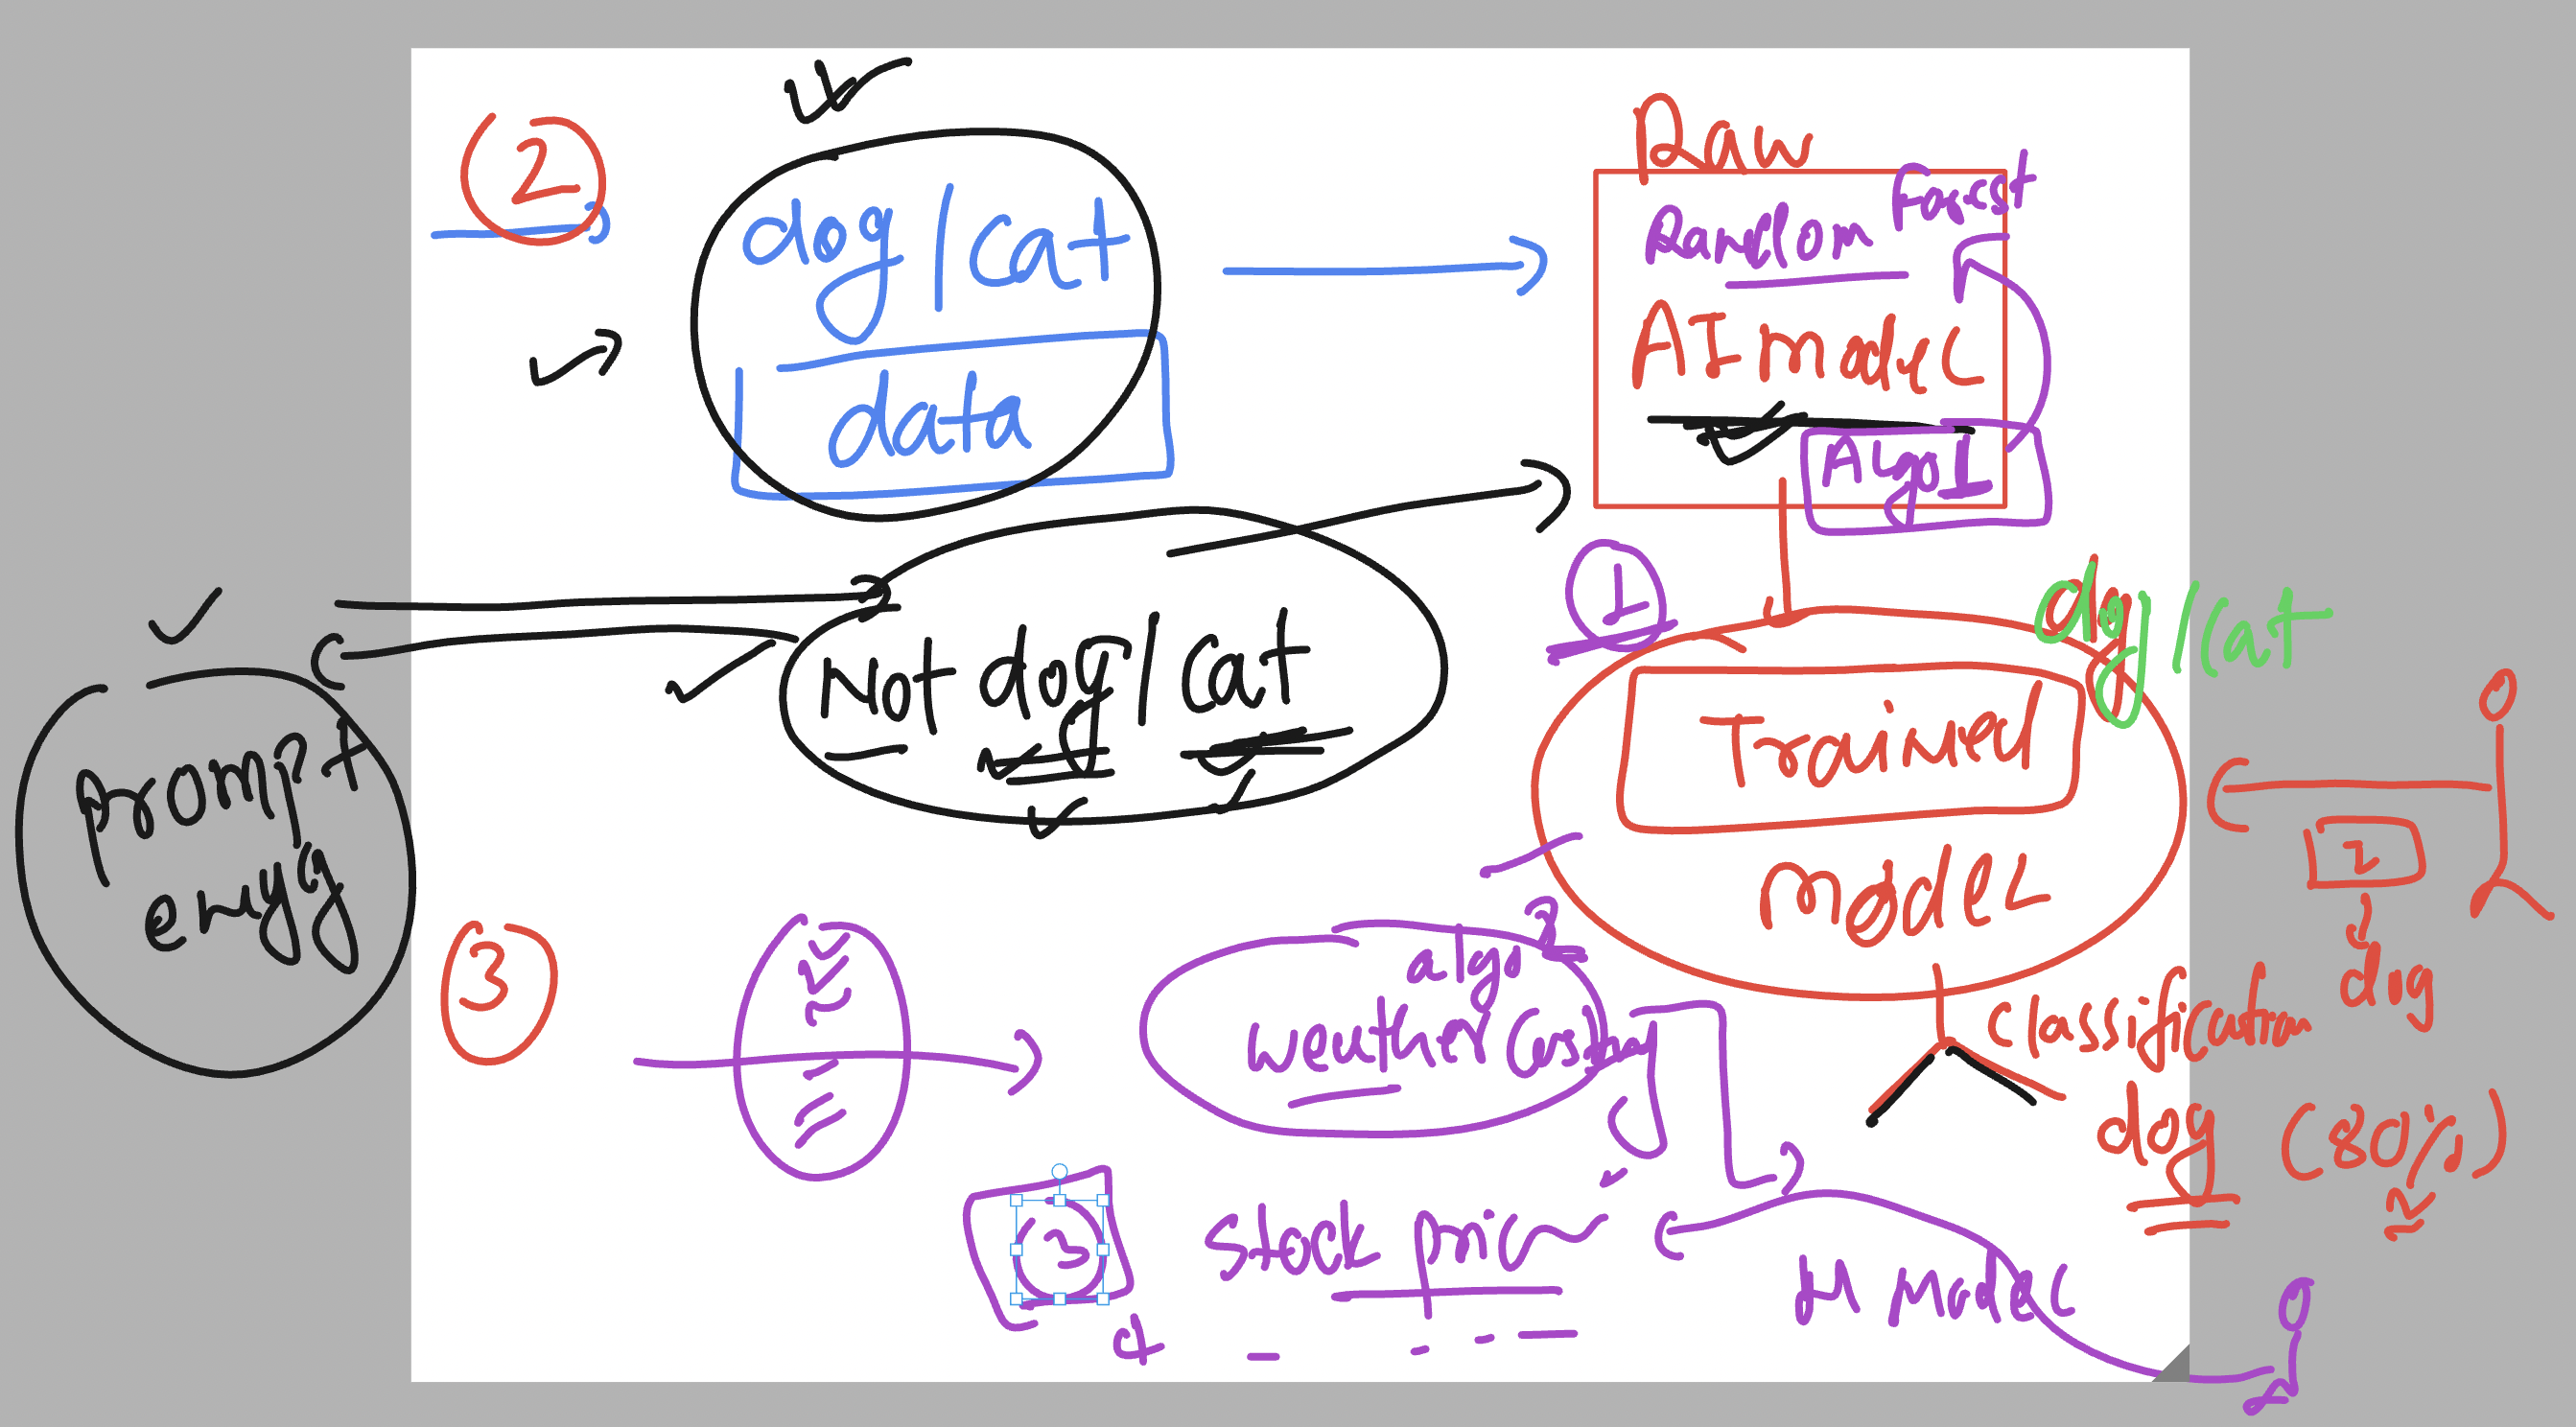 2
dog/cat
data
Raw
Random Forest
AI model
Algo 1
Not dog/cat
prompt
engg
1
dog/cat
Trained
model
2
dog
classification
dog (80%)
3
algo 2
weather
3
stock price
M Model